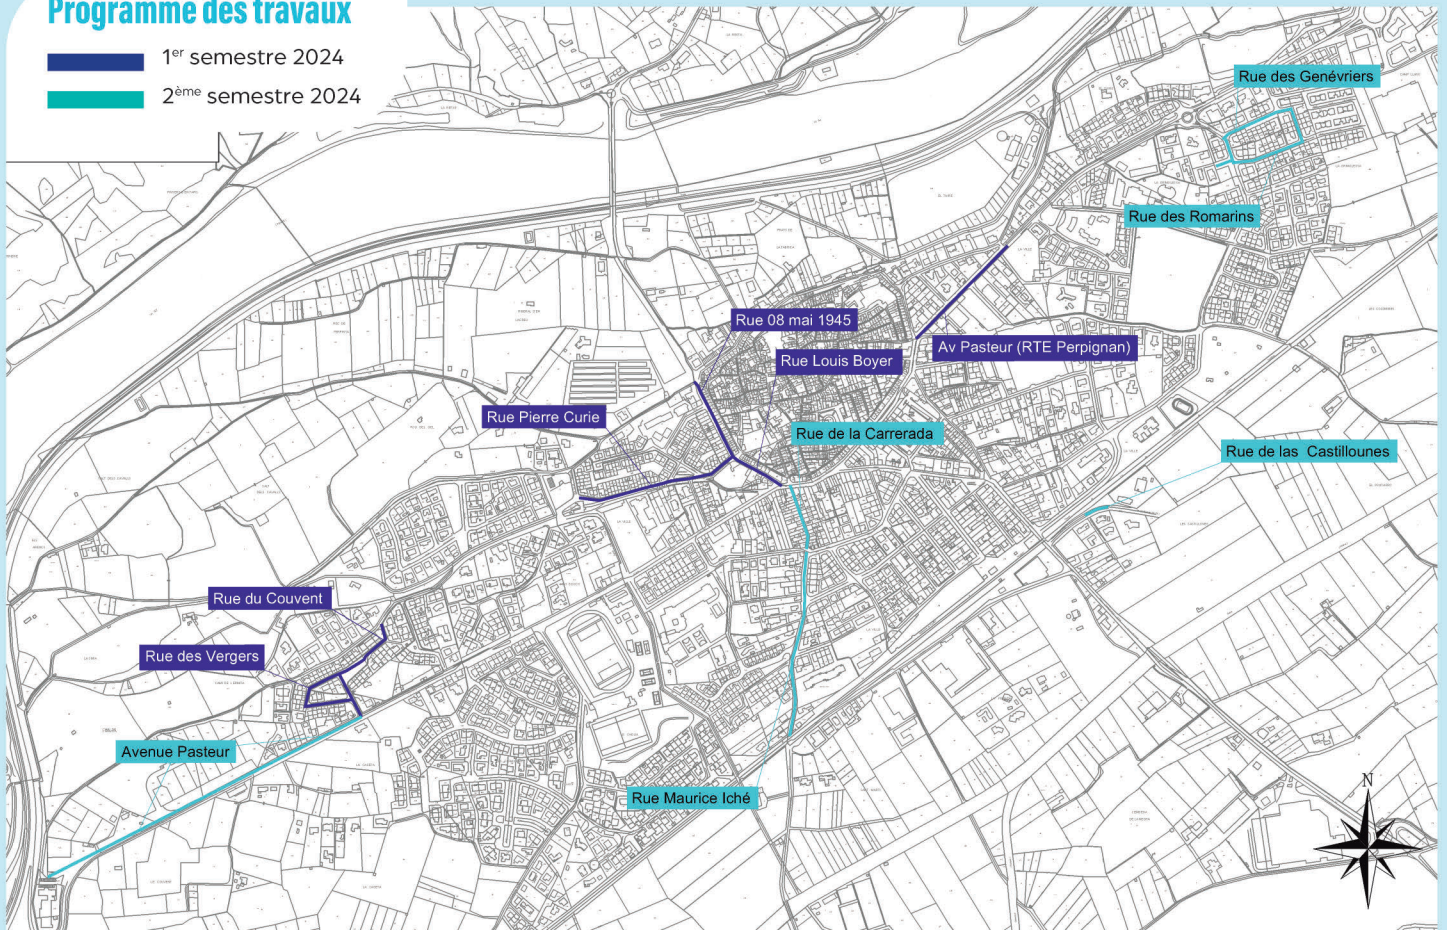 Programme des travaux
1er semestre 2024
2ème semestre 2024
Rue des Genévriers
Rue des Romarins
Rue 08 mai 1945
Av Pasteur (RTE Perpignan)
Rue Louis Boyer
Rue Pierre Curie
Rue de la Carrerada
Rue de las Castillounes
Rue du Couvent
Rue des Vergers
Avenue Pasteur
Rue Maurice Iché
N